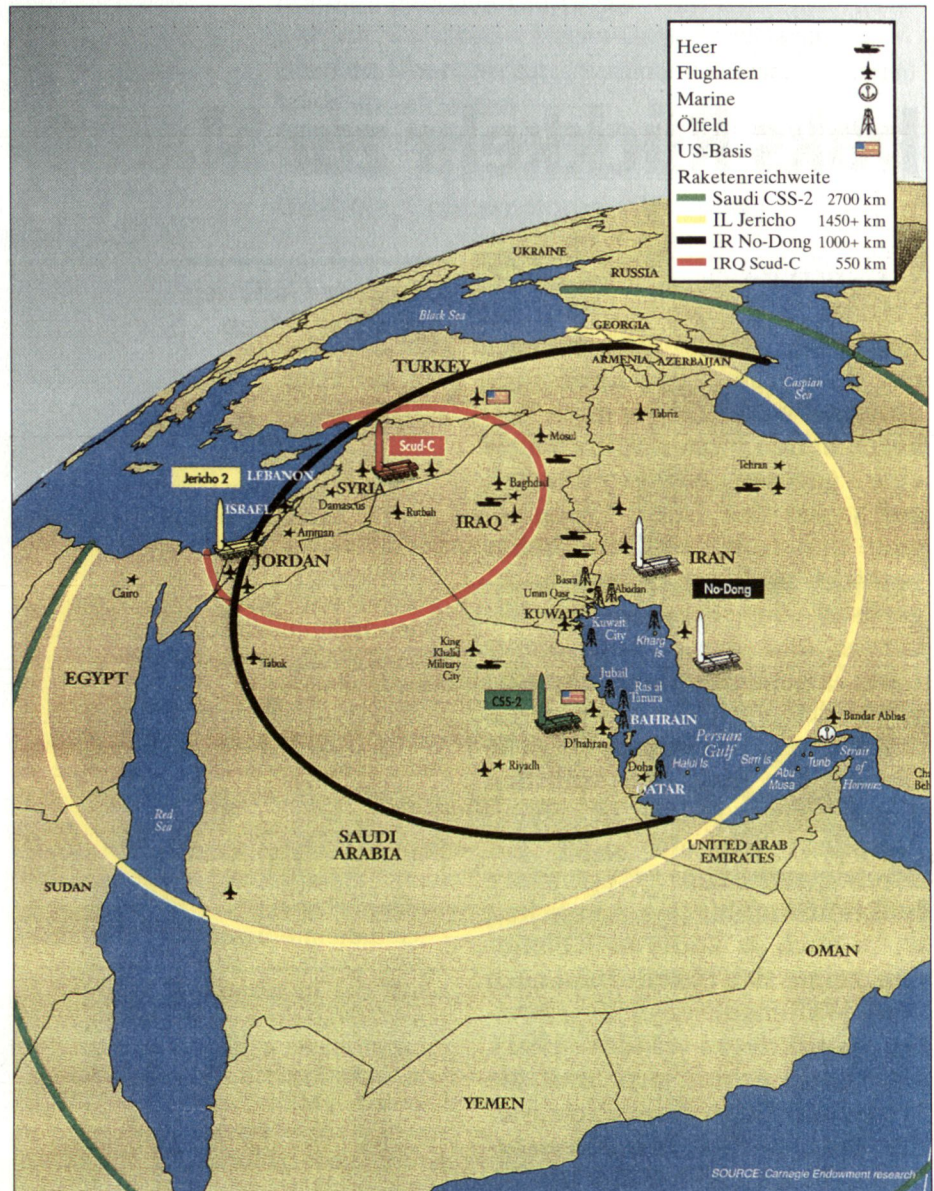 Heer
Flughafen
Marine
Ölfeld
US-Basis
Raketenreichweite
Saudi CSS-2 2700 km
IL Jericho 1450+ km
IR No-Dong 1000+ km
IRQ Scud-C 550 km
UKRAINE
RUSSIA
Black Sea
GEORGIA
ARMENIA
AZERBAIJAN
TURKEY
Caspian
Sea
Tabriz
Mosul
Scud-C
Tehran
Jericho 2
LEBANON
SYRIA
Damascus
Baghdad
ISRAEL
Rutbah
IRAQ
Amman
JORDAN
IRAN
Cairo
Basra
Abadan
Umm Qasr
No-Dong
KUWAIT
Kuwait
City
Kharg
Is.
King
Khalid
Military
City
Tabuk
EGYPT
Jubail
Ras al
Tanura
CSS-2
BAHRAIN
Bandar Abbas
D'hahran
Persian
Gulf
Strait
of
Hormuz
Riyadh
Doha
Halul Is.
Sirri Is.
Tunb
Abu
Musa
QATAR
Red
Sea
SAUDI
ARABIA
UNITED ARAB
EMIRATES
SUDAN
OMAN
YEMEN
SOURCE: Carnegie Endowment research